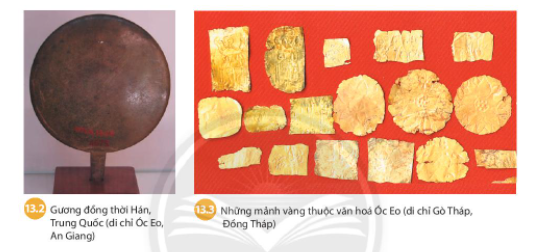 13.2 Gương đồng thời Hán,
Trung Quốc (di chỉ Óc Eo,
An Giang)
13.3 Những mảnh vàng thuộc văn hoá Óc Eo (di chỉ Gò Tháp,
Đồng Tháp)